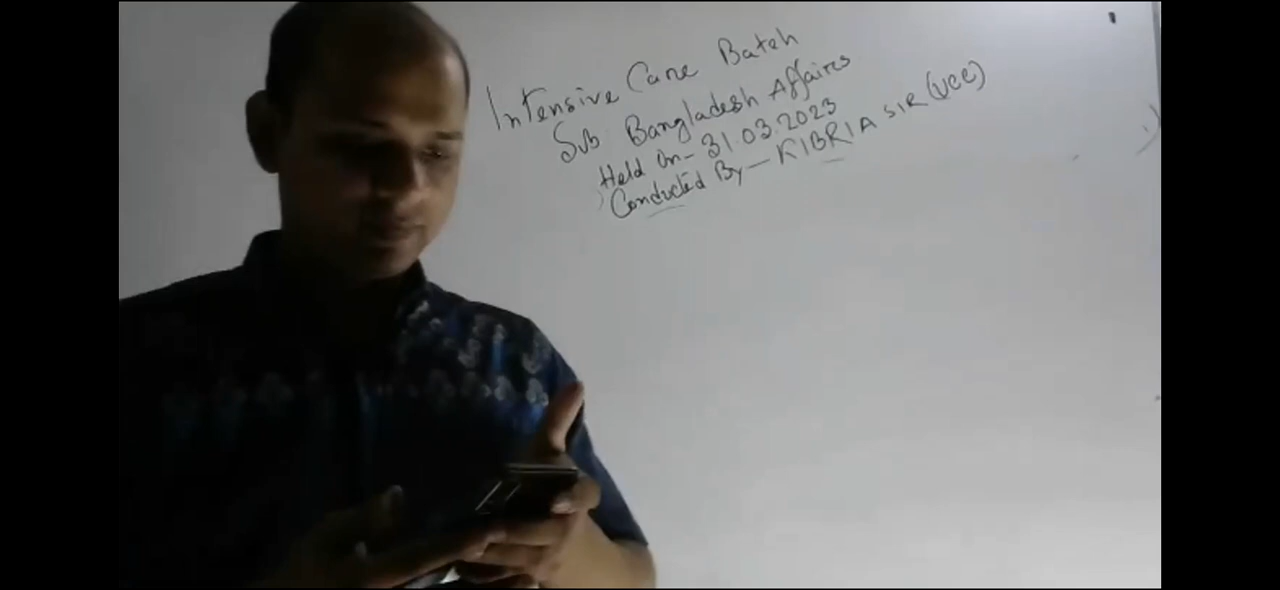 Intensive Care Batch
Sub: Bangladesh Affairs
Held on- 31.03.2023
Conducted By- KIBRIA SIR (UCC)